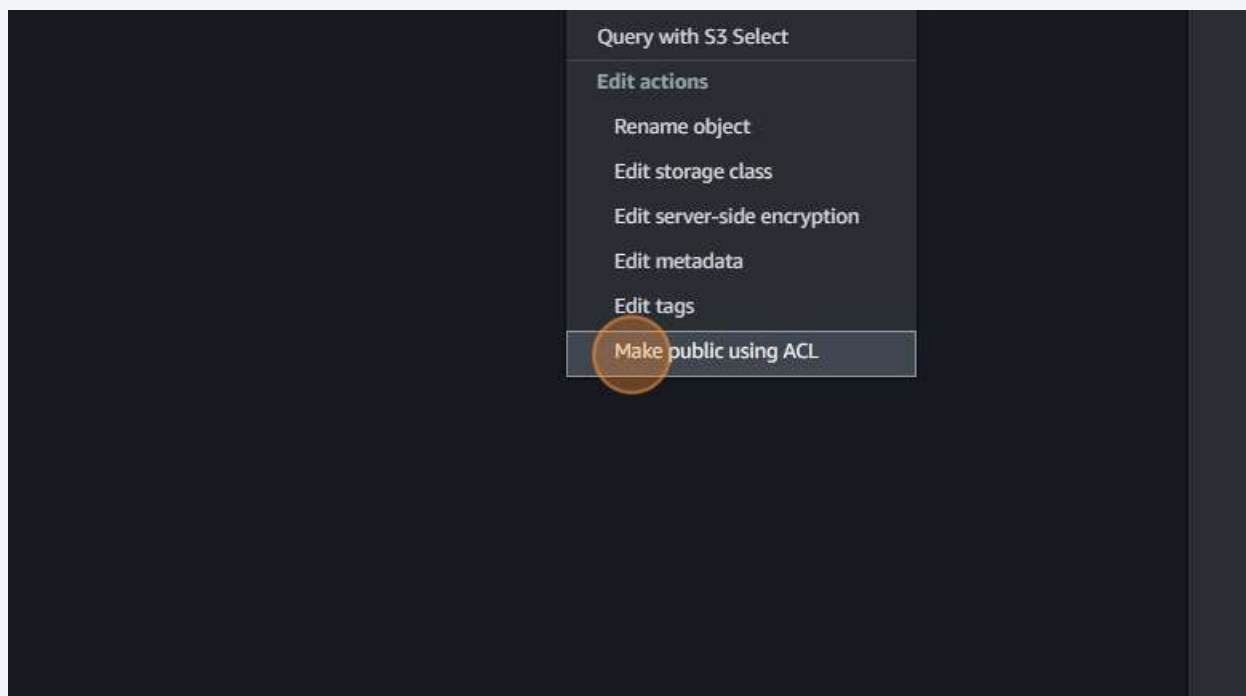 Query with S3 Select
Edit actions
Rename object
Edit storage class
Edit server-side encryption
Edit metadata
Edit tags
Make public using ACL